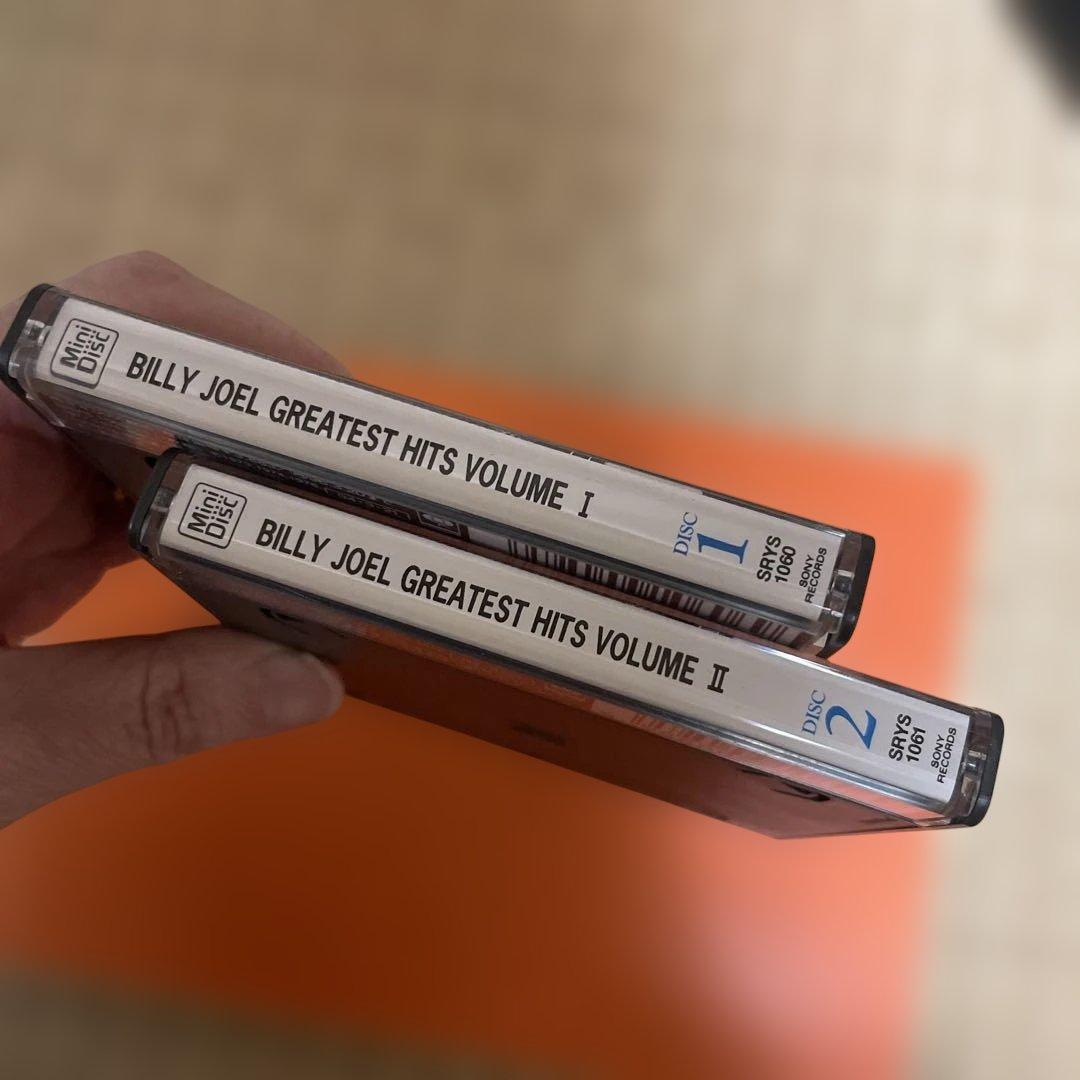 Mini
Disc
BILLY JOEL GREATEST HITS VOLUME I
DISC
1
SRYS
1060
SONY
RECORDS
Mini
Disc
BILLY JOEL GREATEST HITS VOLUME II
DISC
2
SRYS
1061
SONY
RECORDS